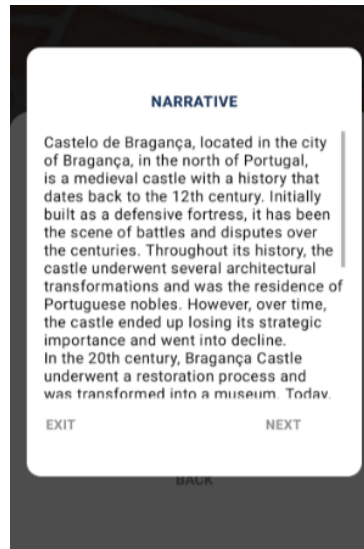 NARRATIVE
Castelo de Bragança, located in the city
of Bragança, in the north of Portugal,
is a medieval castle with a history that
dates back to the 12th century. Initially
built as a defensive fortress, it has been
the scene of battles and disputes over
the centuries. Throughout its history, the
castle underwent several architectural
transformations and was the residence of
Portuguese nobles. However, over time,
the castle ended up losing its strategic
importance and went into decline.
In the 20th century, Bragança Castle
underwent a restoration process and
was transformed into a museum. Today,
EXIT NEXT
BACK